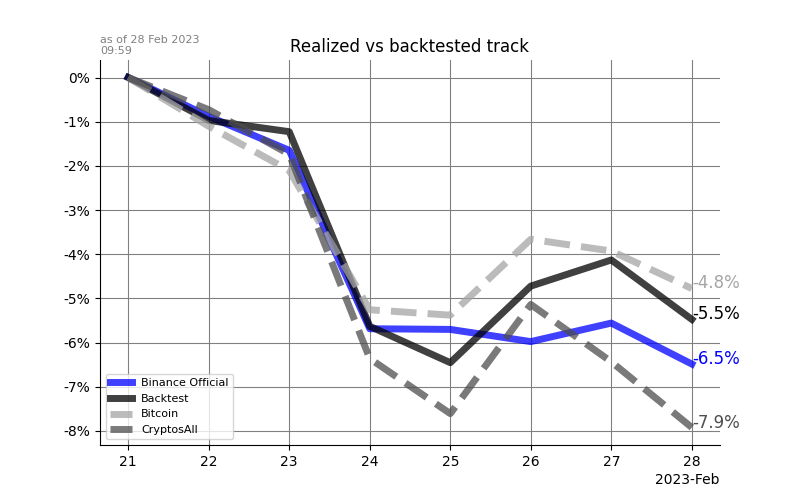 as of 28 Feb 2023
09:59
Realized vs backtested track
0%
-1%
-2%
-3%
-4%
-5%
-6%
-7%
-8%
-4.8%
-5.5%
-6.5%
-7.9%
Binance Official
Backtest
Bitcoin
CryptosAll
21 22 23 24 25 26 27 28
2023-Feb